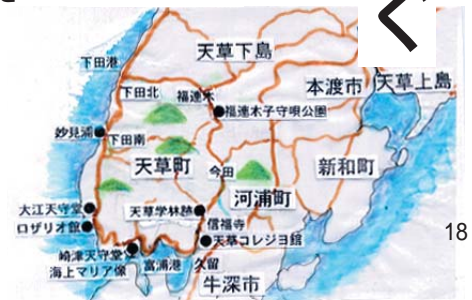 く
天草下島
下田港
本渡市
天草上島
下田北
福連木
福連木子守唄公園
妙見浦
下田南
天草町
今田
新和町
河浦町
大江天守堂
天草学林跡
ロザリオ館
信福寺
天草コレジヨ館
18
崎津天守堂
海上マリア像
富浦港
久留
牛深市